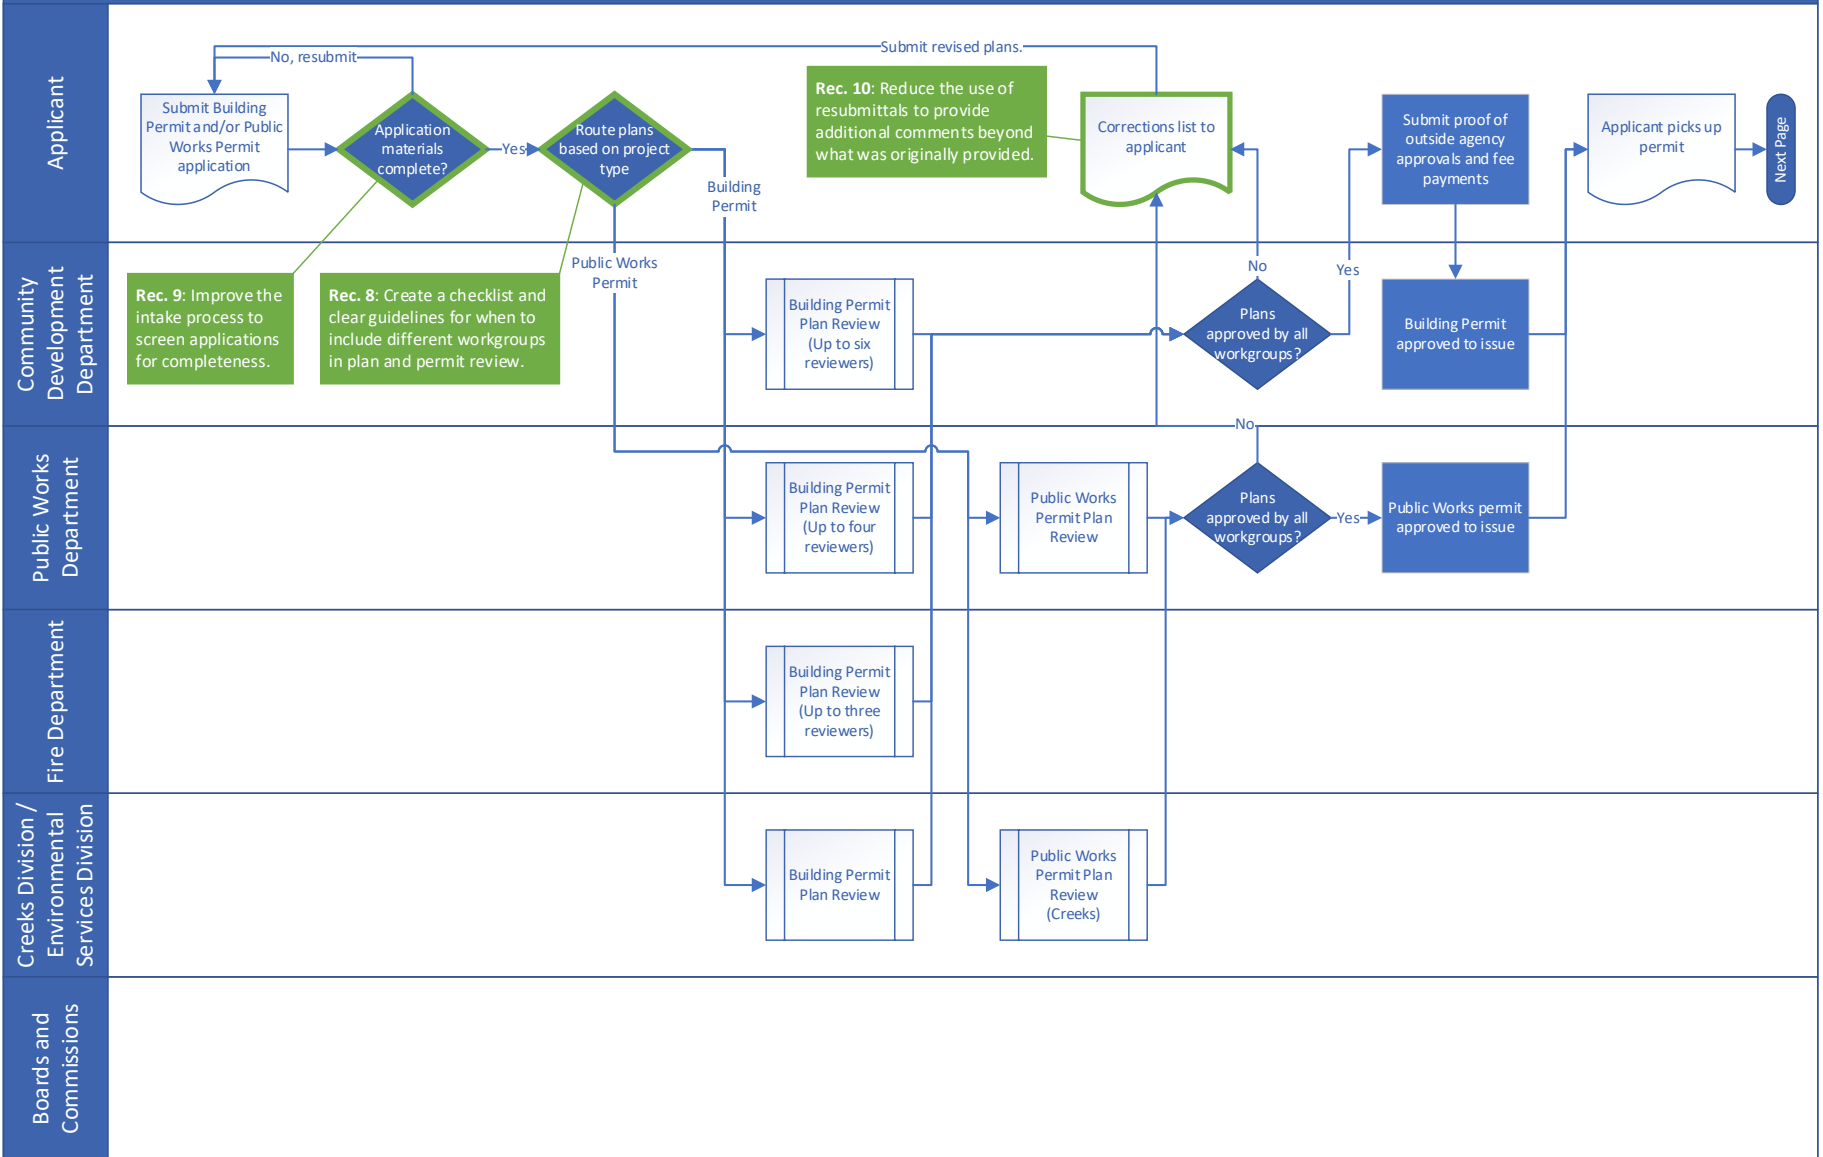 Applicant
Submit Building
Permit and/or Public
Works Permit
application
No, resubmit
Application
materials
complete?
Yes
Route plans
based on project
type
Building
Permit
Public Works
Permit
Submit revised plans.
Rec. 10: Reduce the use of
resubmittals to provide
additional comments beyond
what was originally provided.
Corrections list to
applicant
Submit proof of
outside agency
approvals and fee
payments
Applicant picks up
permit
Next Page
Community
Development
Department
Rec. 9: Improve the
intake process to
screen applications
for completeness.
Rec. 8: Create a checklist and
clear guidelines for when to
include different workgroups
in plan and permit review.
Building Permit
Plan Review
(Up to six
reviewers)
No
Plans
approved by all
workgroups?
Yes
Building Permit
approved to issue
Public Works
Department
Building Permit
Plan Review
(Up to four
reviewers)
Public Works
Permit Plan
Review
No
Plans
approved by all
workgroups?
Yes
Public Works permit
approved to issue
Fire Department
Building Permit
Plan Review
(Up to three
reviewers)
Creeks Division /
Environmental
Services Division
Building Permit
Plan Review
Public Works
Permit Plan
Review
(Creeks)
Boards and
Commissions